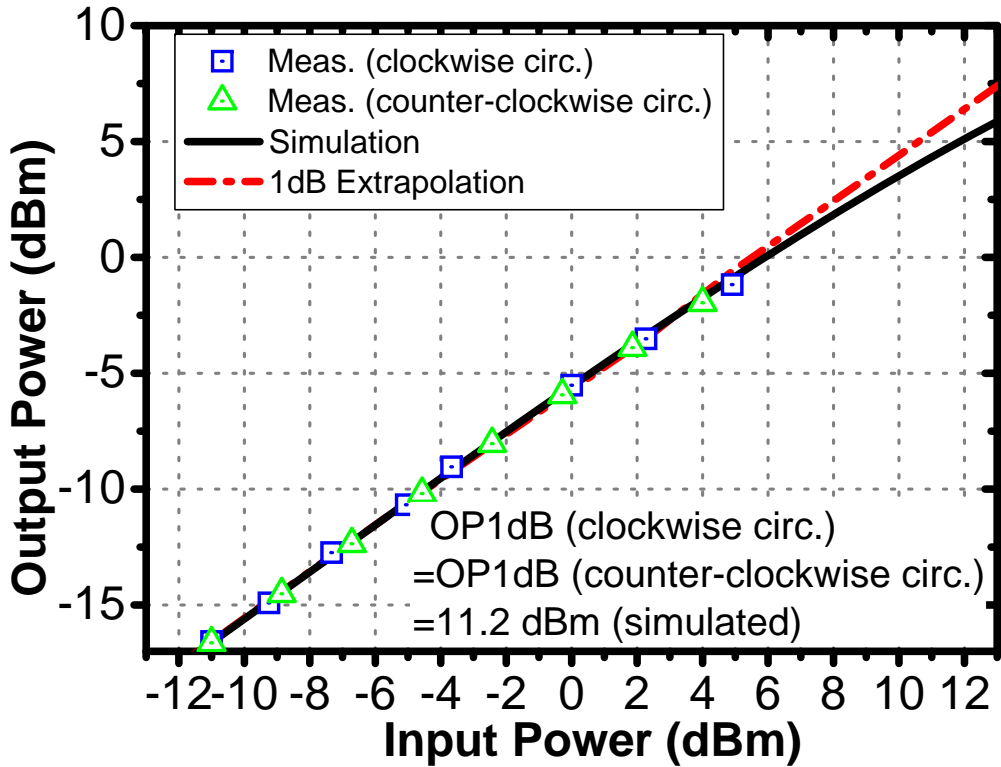 10
5
0
-5
-10
-15
Output Power (dBm)
Meas. (clockwise circ.)
Meas. (counter-clockwise circ.)
Simulation
1dB Extrapolation
OP1dB (clockwise circ.)
=OP1dB (counter-clockwise circ.)
=11.2 dBm (simulated)
-12 -10 -8 -6 -4 -2 0 2 4 6 8 10 12
Input Power (dBm)